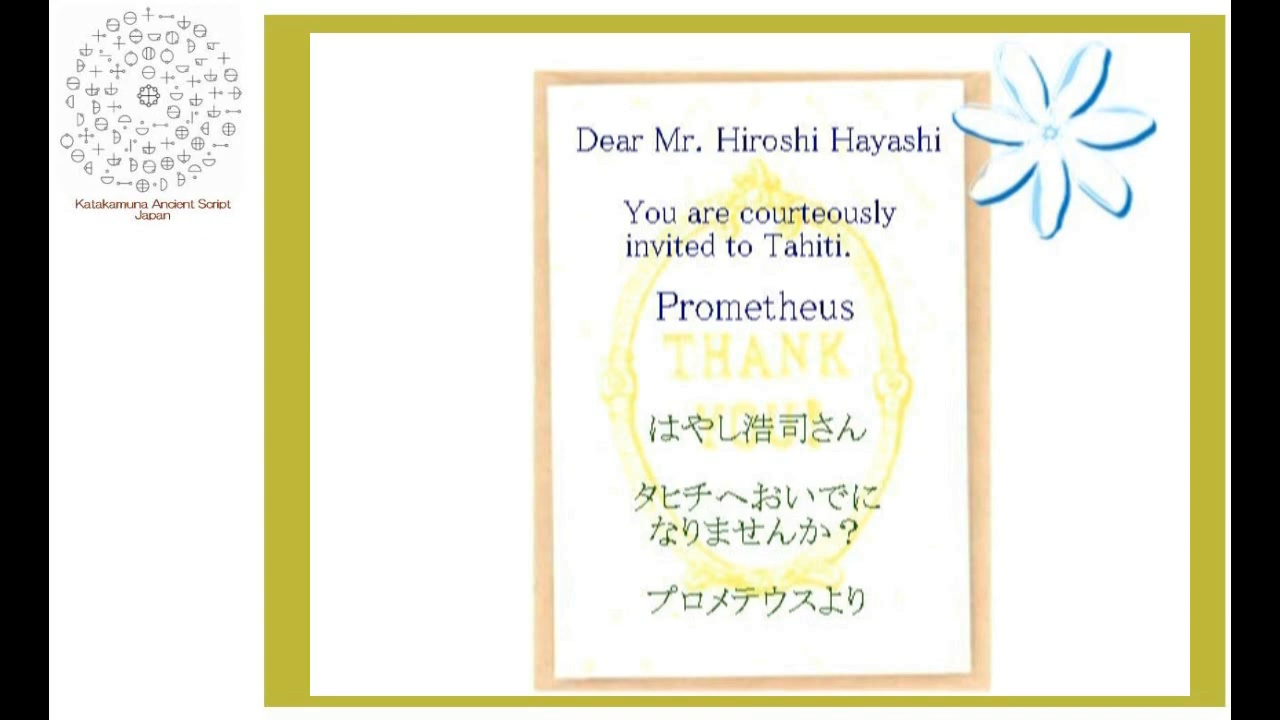 Katakamuna Ancient Script
Japan
Dear Mr. Hiroshi Hayashi
You are courteously
invited to Tahiti.
Prometheus
THANK
YOU!
はやし浩司さん
タヒチへおいでに
なりませんか？
プロメテウスより